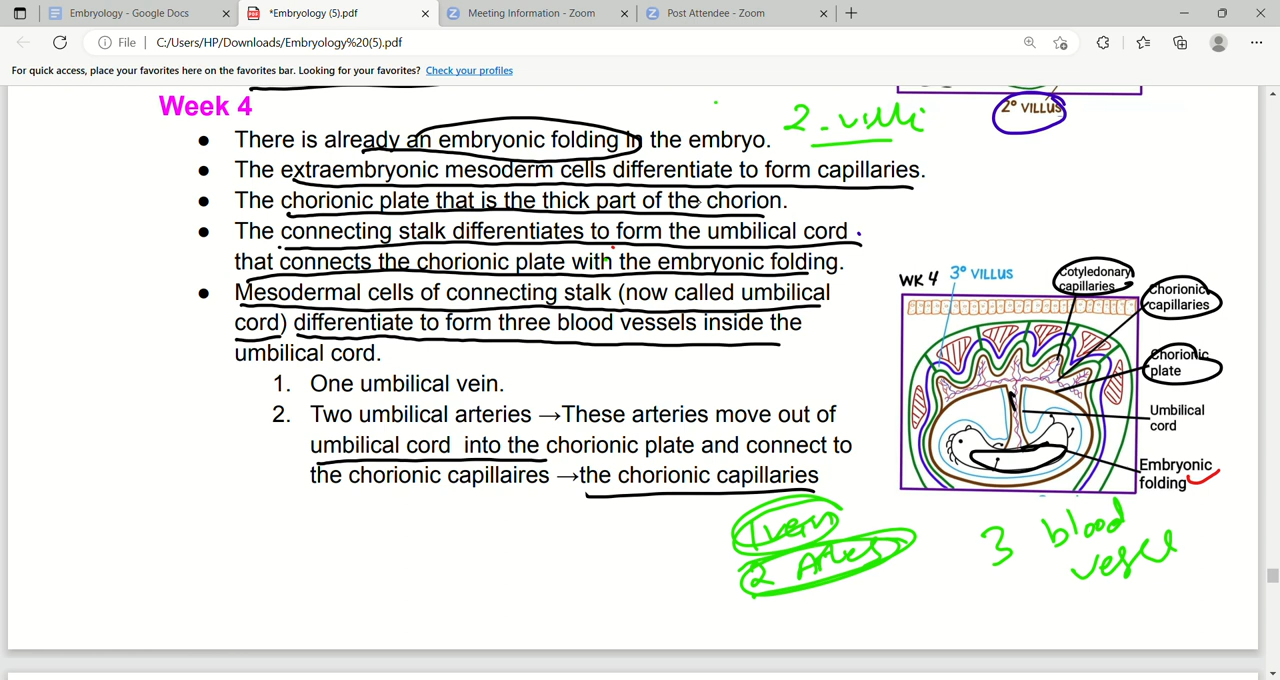 Embryology - Google Docs
*Embryology (5).pdf
Meeting Information - Zoom
Post Attendee - Zoom
File
C:/Users/HP/Downloads/Embryology%20(5).pdf
For quick access, place your favorites here on the favorites bar. Looking for your favorites? Check your profiles
2° VILLUS
Week 4
2-villi
● There is already an embryonic folding in the embryo.
● The extraembryonic mesoderm cells differentiate to form capillaries.
● The chorionic plate that is the thick part of the chorion.
● The connecting stalk differentiates to form the umbilical cord
that connects the chorionic plate with the embryonic folding.
● Mesodermal cells of connecting stalk (now called umbilical
cord) differentiate to form three blood vessels inside the
umbilical cord.
1. One umbilical vein.
2. Two umbilical arteries →These arteries move out of
umbilical cord into the chorionic plate and connect to
the chorionic capillaires →the chorionic capillaries
WK 4
3° VILLUS
Cotyledonary
capillaries
Chorionic
capillaries
Chorionic
plate
Umbilical
cord
Embryonic
folding
3 blood